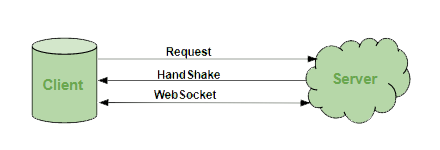 Request
HandShake
Client
Server
WebSocket